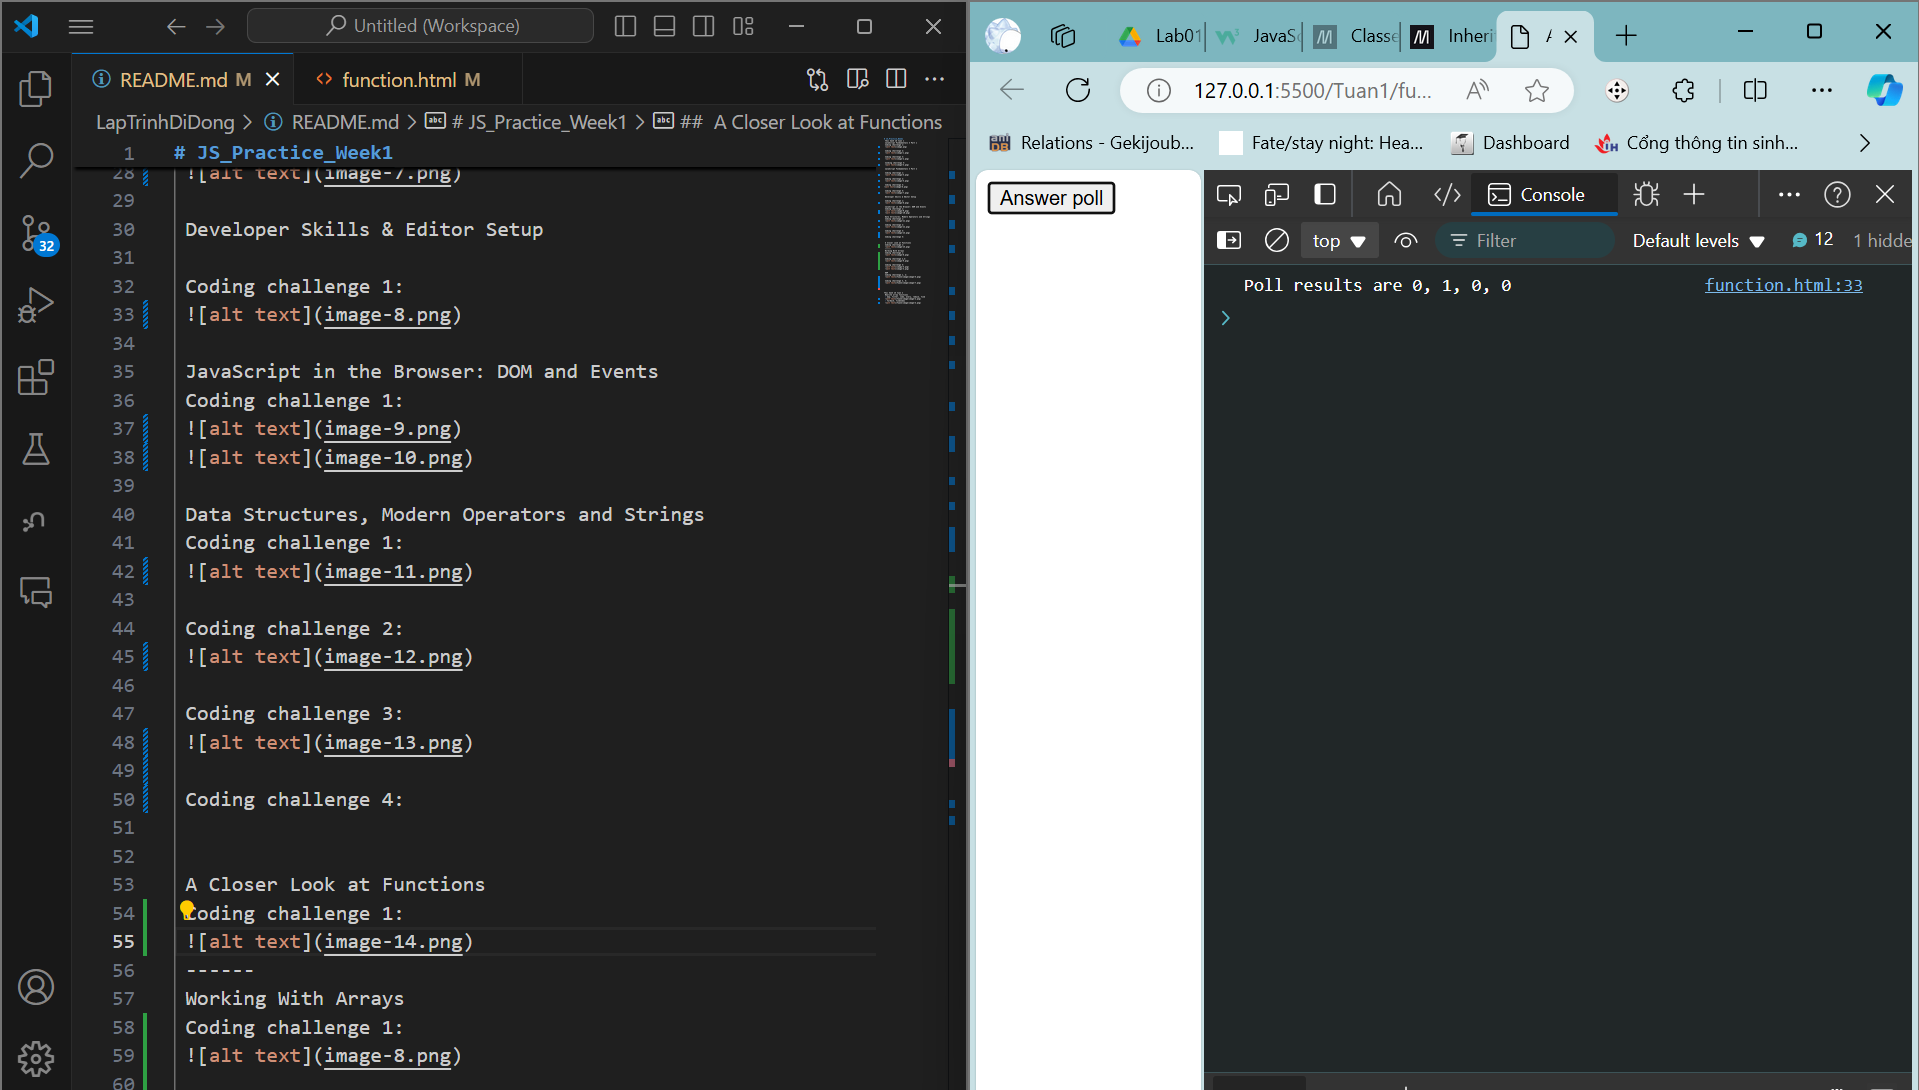 Untitled (Workspace)
README.md M
function.html M
LapTrinhDiDong > README.md > # JS_Practice_Week1 > ## A Closer Look at Functions
1 # JS_Practice_Week1
28 ![alt text](image-7.png)
29
30 Developer Skills & Editor Setup
31
32 Coding challenge 1:
33 ![alt text](image-8.png)
34
35 JavaScript in the Browser: DOM and Events
36 Coding challenge 1:
37 ![alt text](image-9.png)
38 ![alt text](image-10.png)
39
40 Data Structures, Modern Operators and Strings
41 Coding challenge 1:
42 ![alt text](image-11.png)
43
44 Coding challenge 2:
45 ![alt text](image-12.png)
46
47 Coding challenge 3:
48 ![alt text](image-13.png)
49
50 Coding challenge 4:
51
52
53 A Closer Look at Functions
54 Coding challenge 1:
55 ![alt text](image-14.png)
56 ------
57 Working With Arrays
58 Coding challenge 1:
59 ![alt text](image-8.png)
60
32
Lab01 JavaSc Classe Inheri
127.0.0.1:5500/Tuan1/fu...
Relations - Gekijoub... Fate/stay night: Hea... Dashboard Cổng thông tin sinh...
Answer poll
Console
top Filter Default levels 12 1 hidde
Poll results are 0, 1, 0, 0 function.html:33